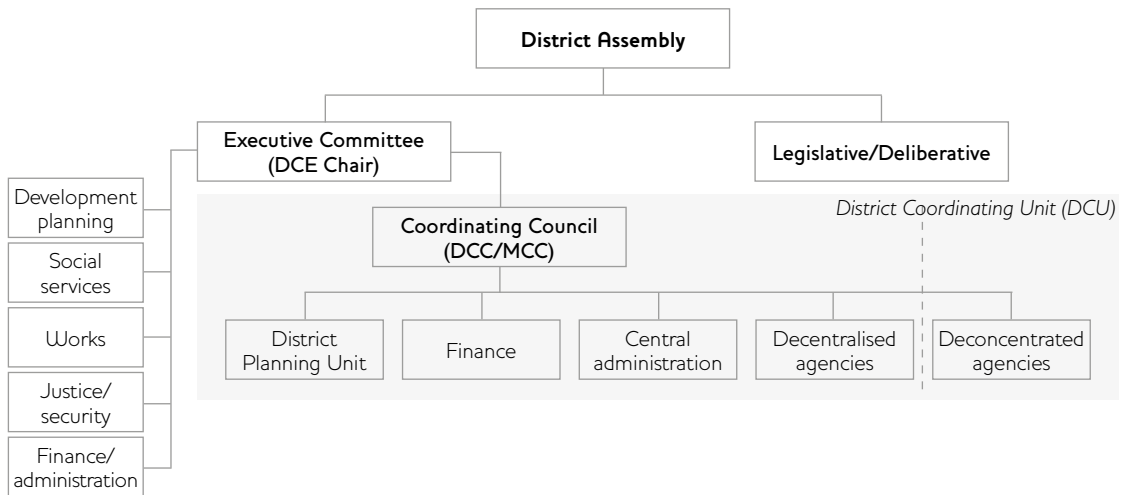 District Assembly
Executive Committee
(DCE Chair)
Legislative/Deliberative
Development
planning
Social
services
Works
Justice/
security
Finance/
administration
District Coordinating Unit (DCU)
Coordinating Council
(DCC/MCC)
District
Planning Unit
Finance
Central
administration
Decentralised
agencies
Deconcentrated
agencies